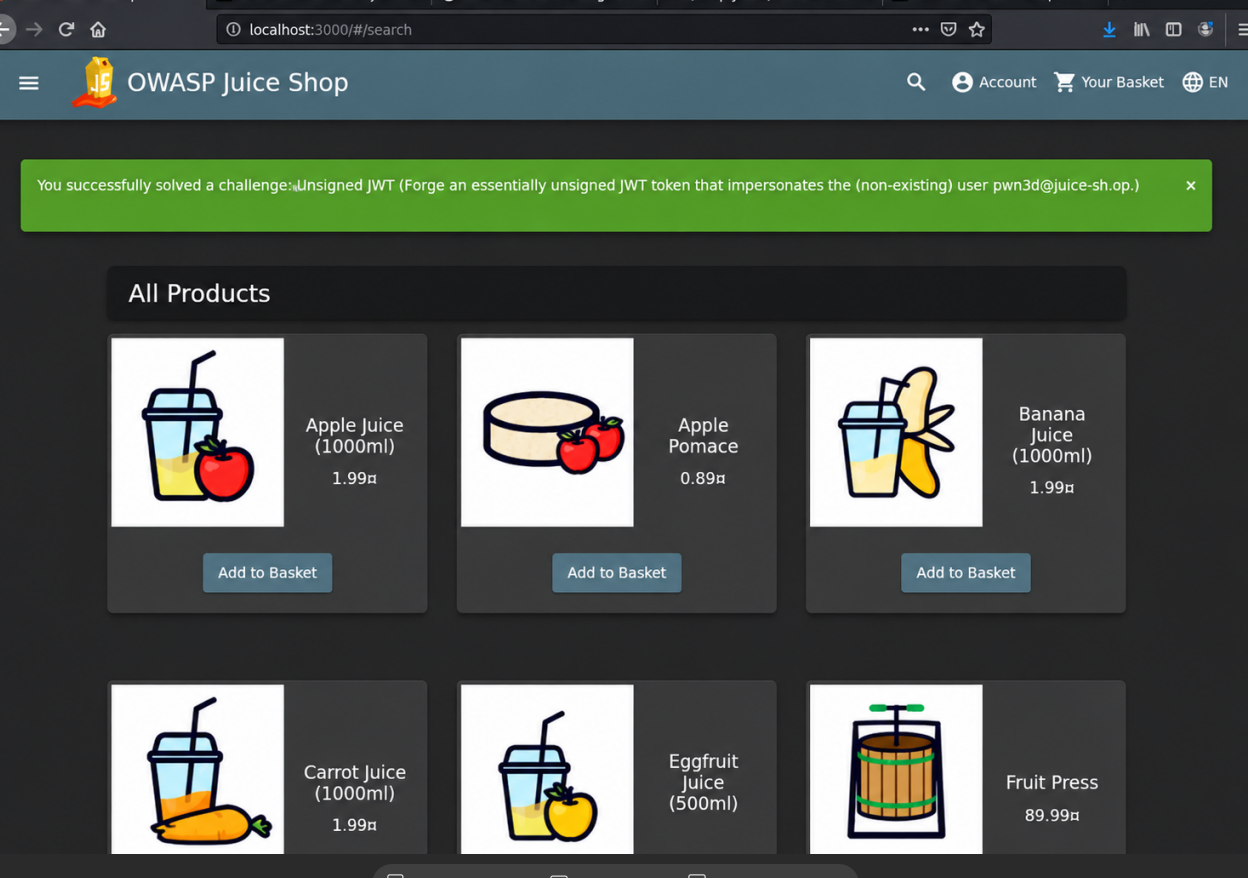 localhost:3000/#/search
JS
OWASP Juice Shop
Account
Your Basket
EN
You successfully solved a challenge: Unsigned JWT (Forge an essentially unsigned JWT token that impersonates the (non-existing) user pwn3d@juice-sh.op.)
×
All Products
Apple Juice
(1000ml)
1.99¤
Add to Basket
Apple
Pomace
0.89¤
Add to Basket
Banana
Juice
(1000ml)
1.99¤
Add to Basket
Carrot Juice
(1000ml)
1.99¤
Eggfruit
Juice
(500ml)
Fruit Press
89.99¤